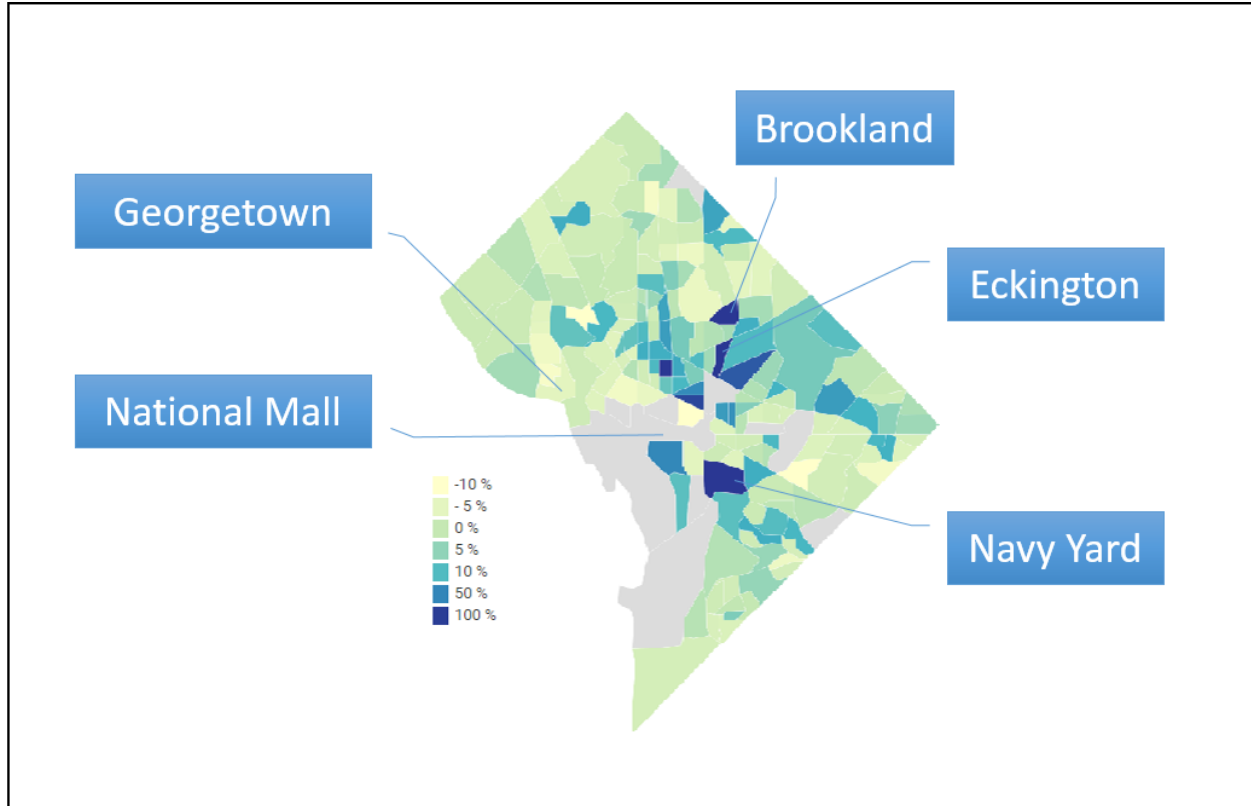 Brookland
Georgetown
Eckington
National Mall
-10 %
- 5 %
0 %
5 %
10 %
50 %
100 %
Navy Yard